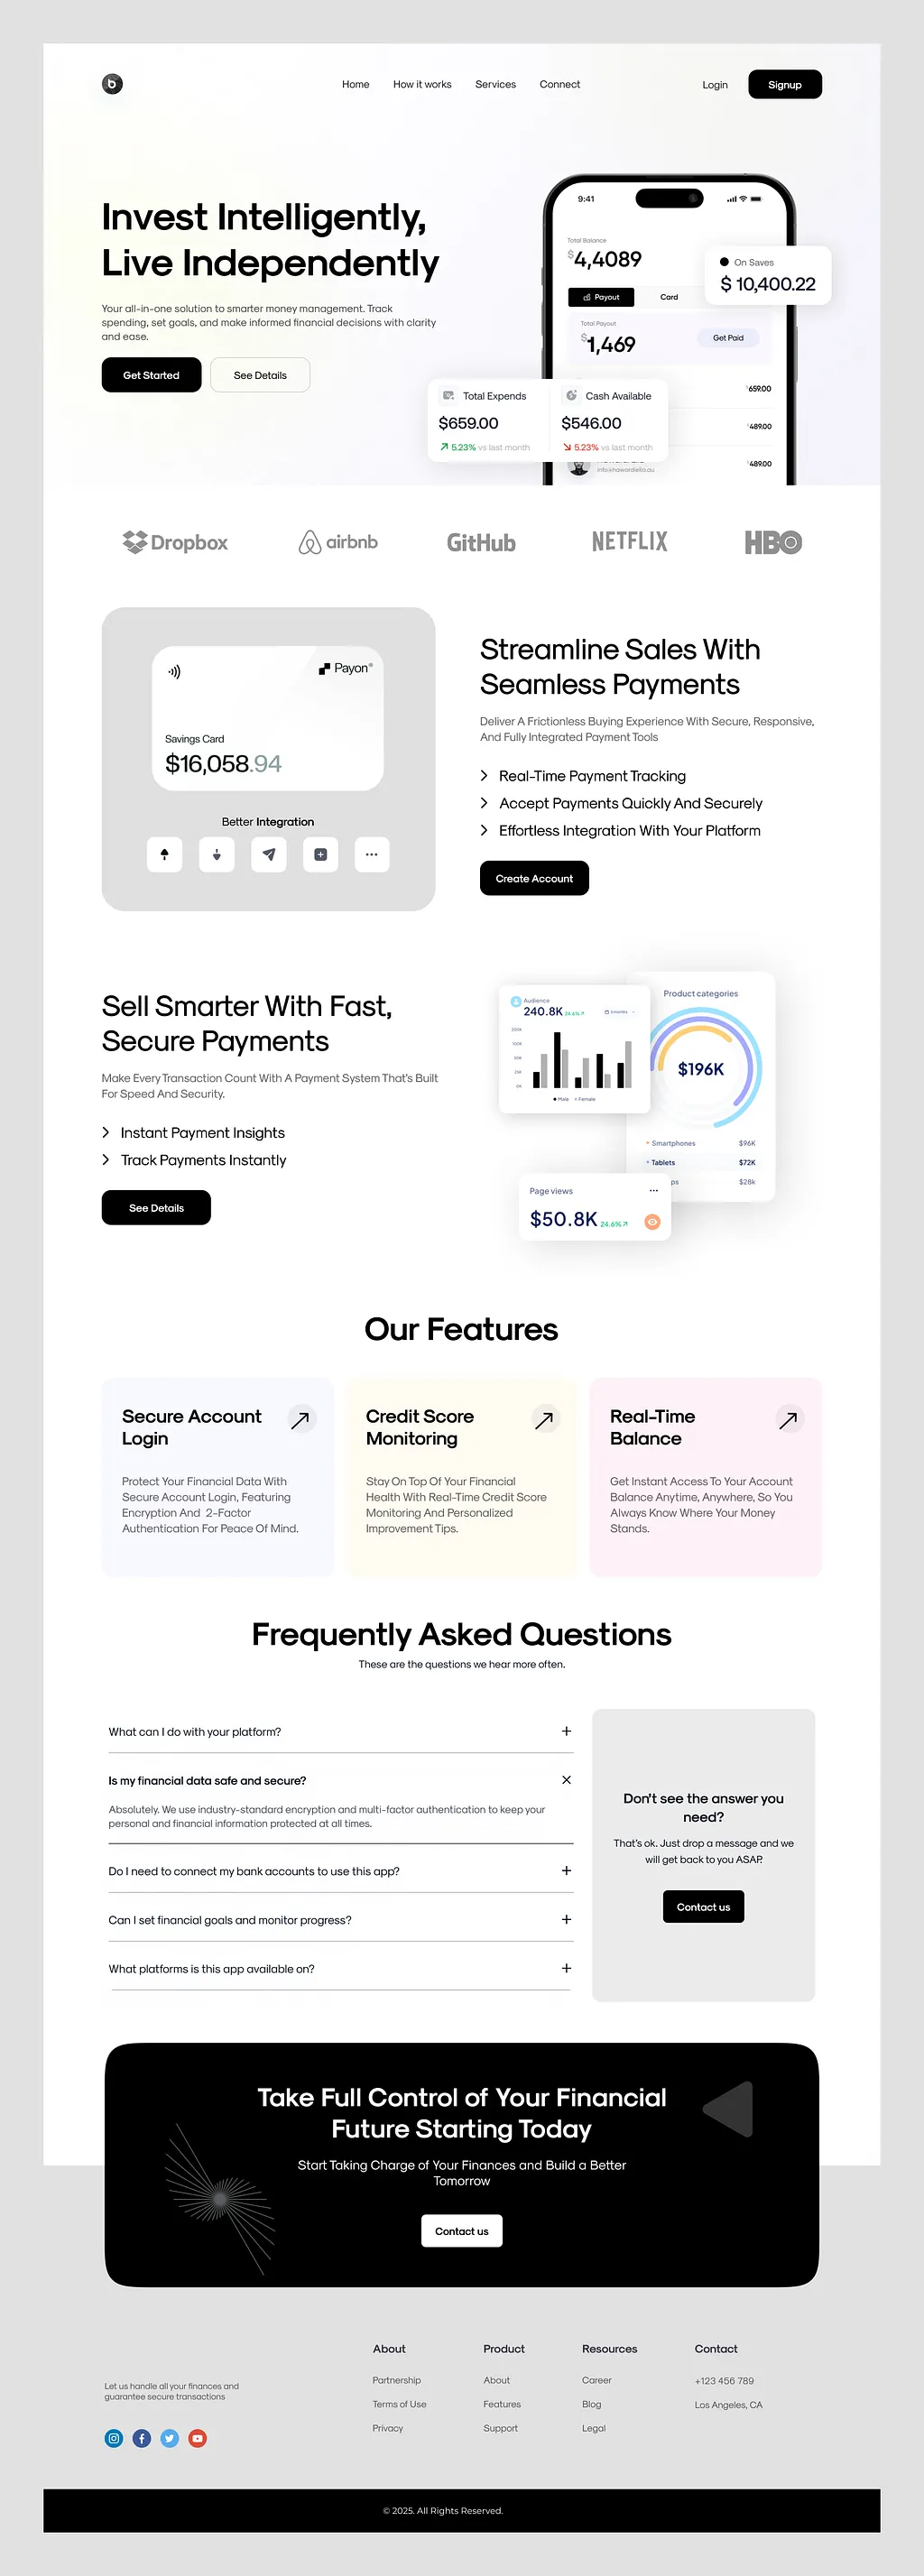 Home
How it works
Services
Connect
Login
Signup
Invest Intelligently,
Live Independently
Your all-in-one solution to smarter money management. Track
spending, set goals, and make informed financial decisions with clarity
and ease.
Get Started
See Details
9:41
Total Balance
$4,4089
Payout
Card
Total Payout
$1,469
Get Paid
On Saves
$ 10,400.22
Total Expends
$659.00
5.23% vs last month
Cash Available
$546.00
5.23% vs last month
659.00
489.00
489.00
info@hawardiella.au
Dropbox
airbnb
GitHub
NETFLIX
HBO
Payon
Savings Card
$16,058.94
Better Integration
Streamline Sales With
Seamless Payments
Deliver A Frictionless Buying Experience With Secure, Responsive,
And Fully Integrated Payment Tools
Real-Time Payment Tracking
Accept Payments Quickly And Securely
Effortless Integration With Your Platform
Create Account
Sell Smarter With Fast,
Secure Payments
Make Every Transaction Count With A Payment System That's Built
For Speed And Security.
Instant Payment Insights
Track Payments Instantly
See Details
Audience
240.8K 24.6%
200K
100K
50K
25K
0K
Male
Female
Product categories
$196K
Smartphones
$96K
Tablets
$72K
ps
$28k
Page views
$50.8K 24.6%
Our Features
Secure Account
Login
Protect Your Financial Data With
Secure Account Login, Featuring
Encryption And 2-Factor
Authentication For Peace Of Mind.
Credit Score
Monitoring
Stay On Top Of Your Financial
Health With Real-Time Credit Score
Monitoring And Personalized
Improvement Tips.
Real-Time
Balance
Get Instant Access To Your Account
Balance Anytime, Anywhere, So You
Always Know Where Your Money
Stands.
Frequently Asked Questions
These are the questions we hear more often.
What can I do with your platform?
Is my financial data safe and secure?
Absolutely. We use industry-standard encryption and multi-factor authentication to keep your
personal and financial information protected at all times.
Do I need to connect my bank accounts to use this app?
Can I set financial goals and monitor progress?
What platforms is this app available on?
Don't see the answer you
need?
That's ok. Just drop a message and we
will get back to you ASAP.
Contact us
Take Full Control of Your Financial
Future Starting Today
Start Taking Charge of Your Finances and Build a Better
Tomorrow
Contact us
Let us handle all your finances and
guarantee secure transactions
About
Partnership
Terms of Use
Privacy
Product
About
Features
Support
Resources
Career
Blog
Legal
Contact
+123 456 789
Los Angeles, CA
© 2025. All Rights Reserved.